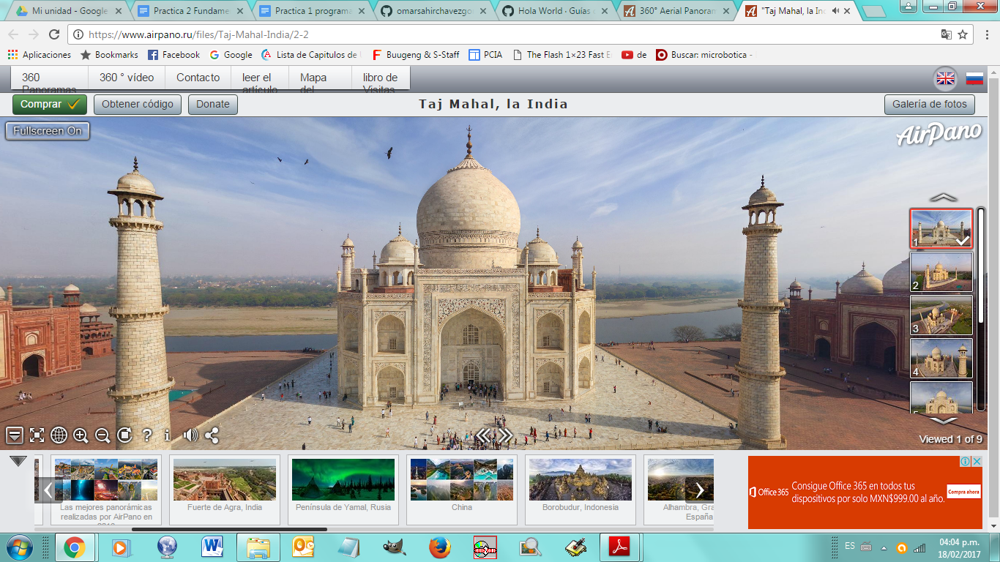 Mi unidad - Google
Practica 2 Fundame
Practica 1 programa
omarsahirchavezgo
Hola World · Guías
360° Aerial Panoram
"Taj Mahal, la In
https://www.airpano.ru/files/Taj-Mahal-India/2-2
Aplicaciones
Bookmarks
Facebook
Google
Lista de Capitulos de
Buugeng & S-Staff
PCIA
The Flash 1×23 Fast E
de
Buscar: microbotica -
360
Panoramas
360 ° vídeo
Contacto
leer el
artículo
Mapa
del
libro de
Visitas
Comprar
Obtener código
Donate
Taj Mahal, la India
Galería de fotos
Fullscreen On
AirPano
1
2
3
4
5
Viewed 1 of 9
Las mejores panorámicas
realizadas por AirPano en
Fuerte de Agra, India
Península de Yamal, Rusia
China
Borobudur, Indonesia
Alhambra, Gra
España
Office 365
Consigue Office 365 en todos tus
dispositivos por solo MXN$999.00 al año.
Compra ahora
ES
04:04 p.m.
18/02/2017